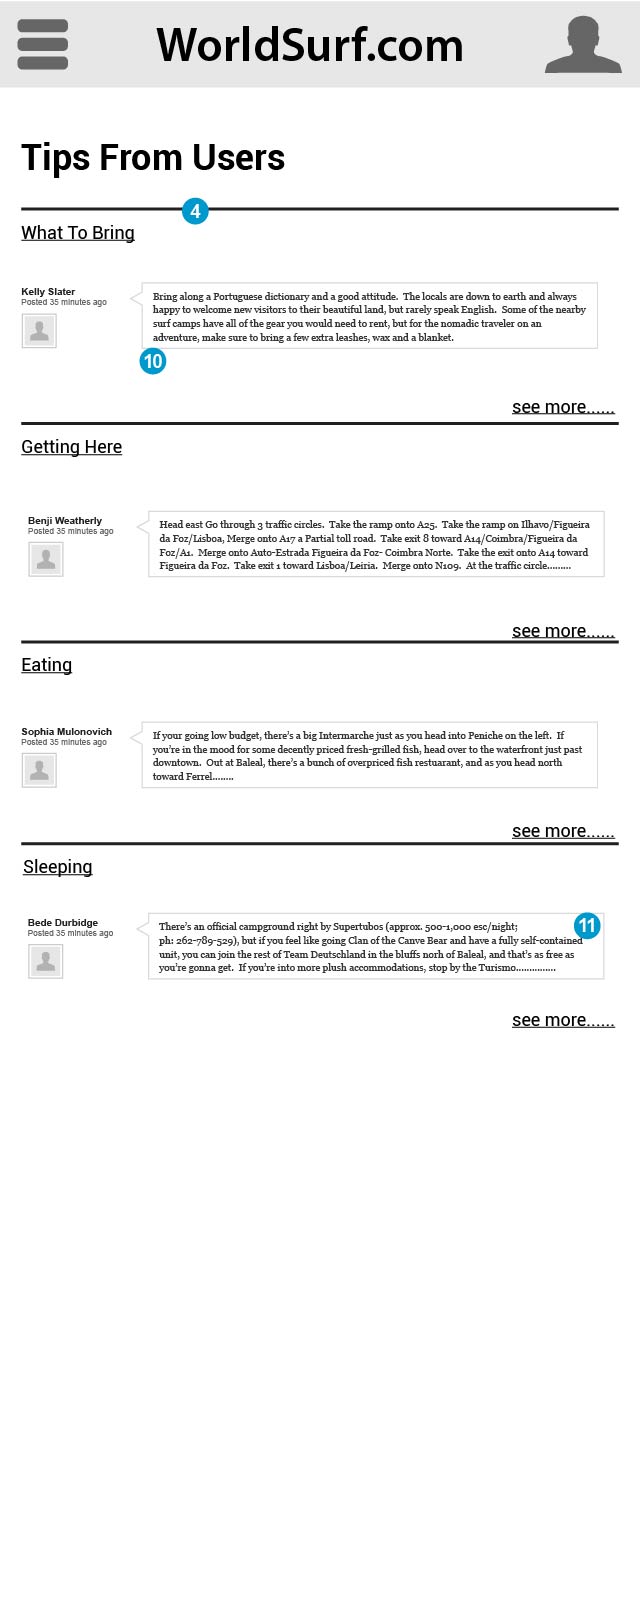 WorldSurf.com
Tips From Users
4
What To Bring
Kelly Slater
Posted 35 minutes ago
Bring along a Portuguese dictionary and a good attitude.  The locals are down to earth and always
happy to welcome new visitors to their beautiful land, but rarely speak English.  Some of the nearby
surf camps have all of the gear you would need to rent, but for the nomadic traveler on an
adventure, make sure to bring a few extra leashes, wax and a blanket.
10
see more......
Getting Here
Benji Weatherly
Posted 35 minutes ago
Head east Go through 3 traffic circles.  Take the ramp onto A25.  Take the ramp on Ilhavo/Figueira
da Foz/Lisboa, Merge onto A17 a Partial toll road.  Take exit 8 toward A14/Coimbra/Figueira da
Foz/A1.  Merge onto Auto-Estrada Figueira da Foz- Coimbra Norte.  Take the exit onto A14 toward
Figueira da Foz.  Take exit 1 toward Lisboa/Leiria.  Merge onto N109.  At the traffic circle.........
see more......
Eating
Sophia Mulonovich
Posted 35 minutes ago
If your going low budget, there's a big Intermarche just as you head into Peniche on the left.  If
you're in the mood for some decently priced fresh-grilled fish, head over to the waterfront just past
downtown.  Out at Baleal, there's a bunch of overpriced fish restuarant, and as you head north
toward Ferrel........
see more......
Sleeping
Bede Durbidge
Posted 35 minutes ago
There's an official campground right by Supertubos (approx. 500-1,000 esc/night;
11
ph: 262-789-529), but if you feel like going Clan of the Canve Bear and have a fully self-contained
unit, you can join the rest of Team Deutschland in the bluffs norh of Baleal, and that's as free as
you're gonna get.  If you're into more plush accommodations, stop by the Turismo...............
see more......